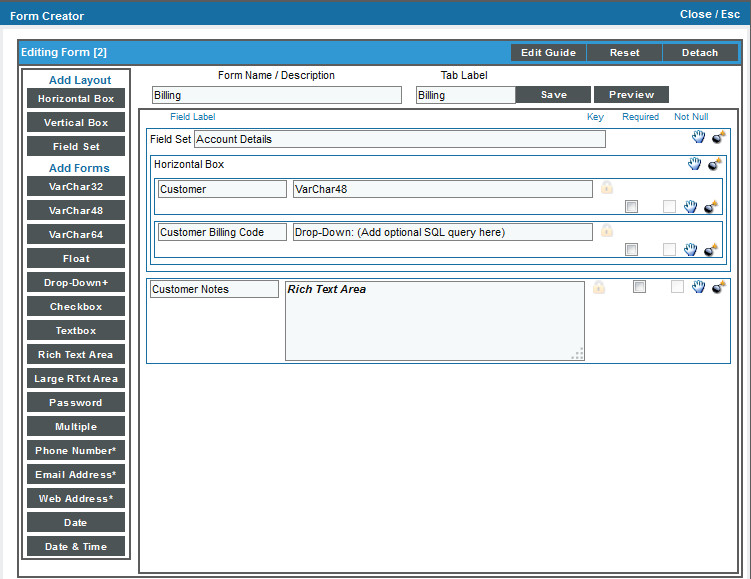 Form Creator
Close / Esc
Editing Form [2]
Edit Guide
Reset
Detach
Add Layout
Horizontal Box
Vertical Box
Field Set
Add Forms
VarChar32
VarChar48
VarChar64
Float
Drop-Down+
Checkbox
Textbox
Rich Text Area
Large RTxt Area
Password
Multiple
Phone Number*
Email Address*
Web Address*
Date
Date & Time
Form Name / Description
Tab Label
Billing
Billing
Save
Preview
Field Label
Key
Required
Not Null
Field Set
Account Details
Horizontal Box
Customer
VarChar48
Customer Billing Code
Drop-Down: (Add optional SQL query here)
Customer Notes
Rich Text Area